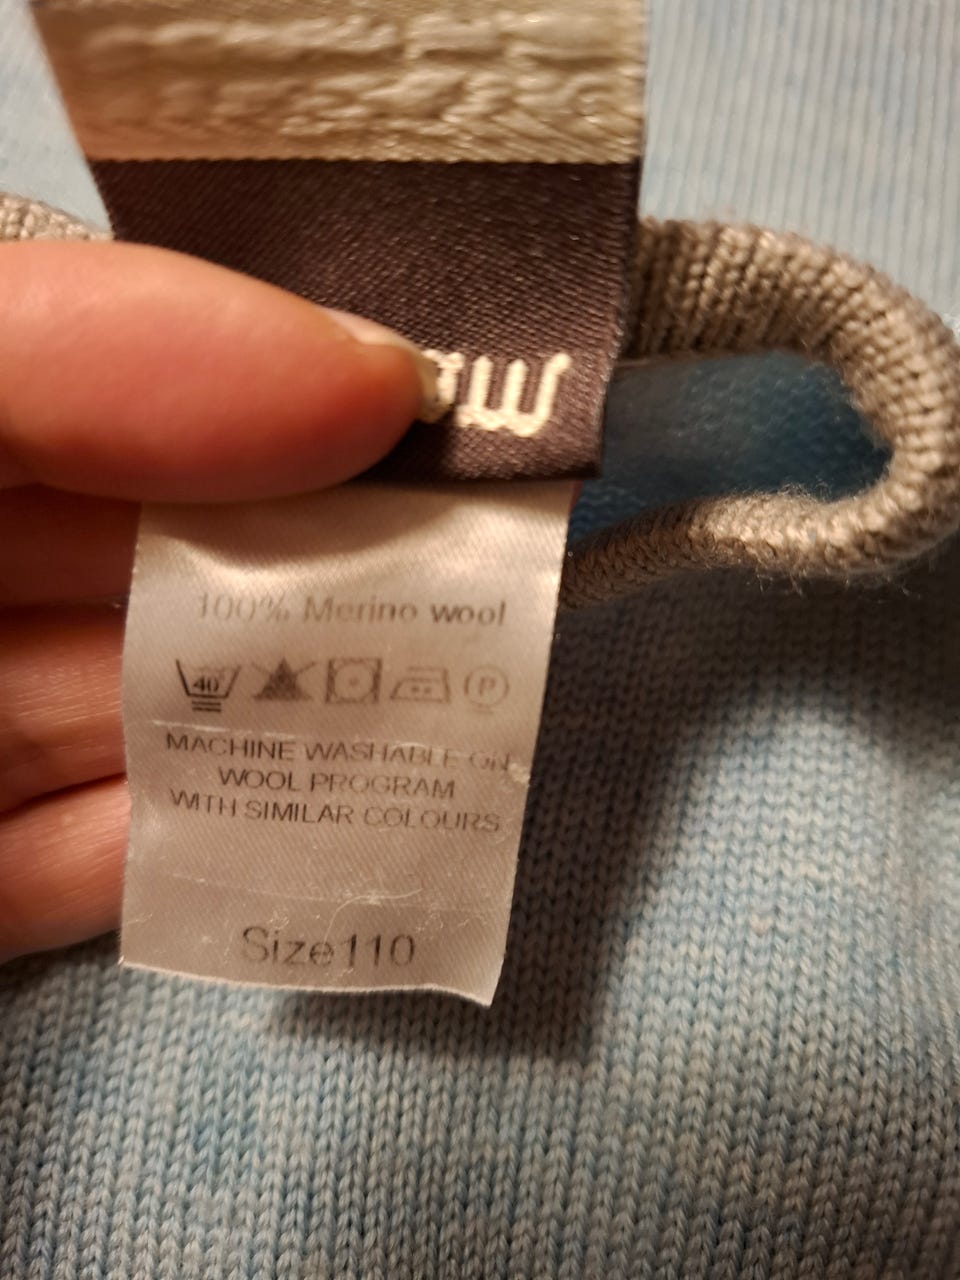 100% Merino wool
40° P
MACHINE WASHABLE ON
WOOL PROGRAM
WITH SIMILAR COLOURS
Size110